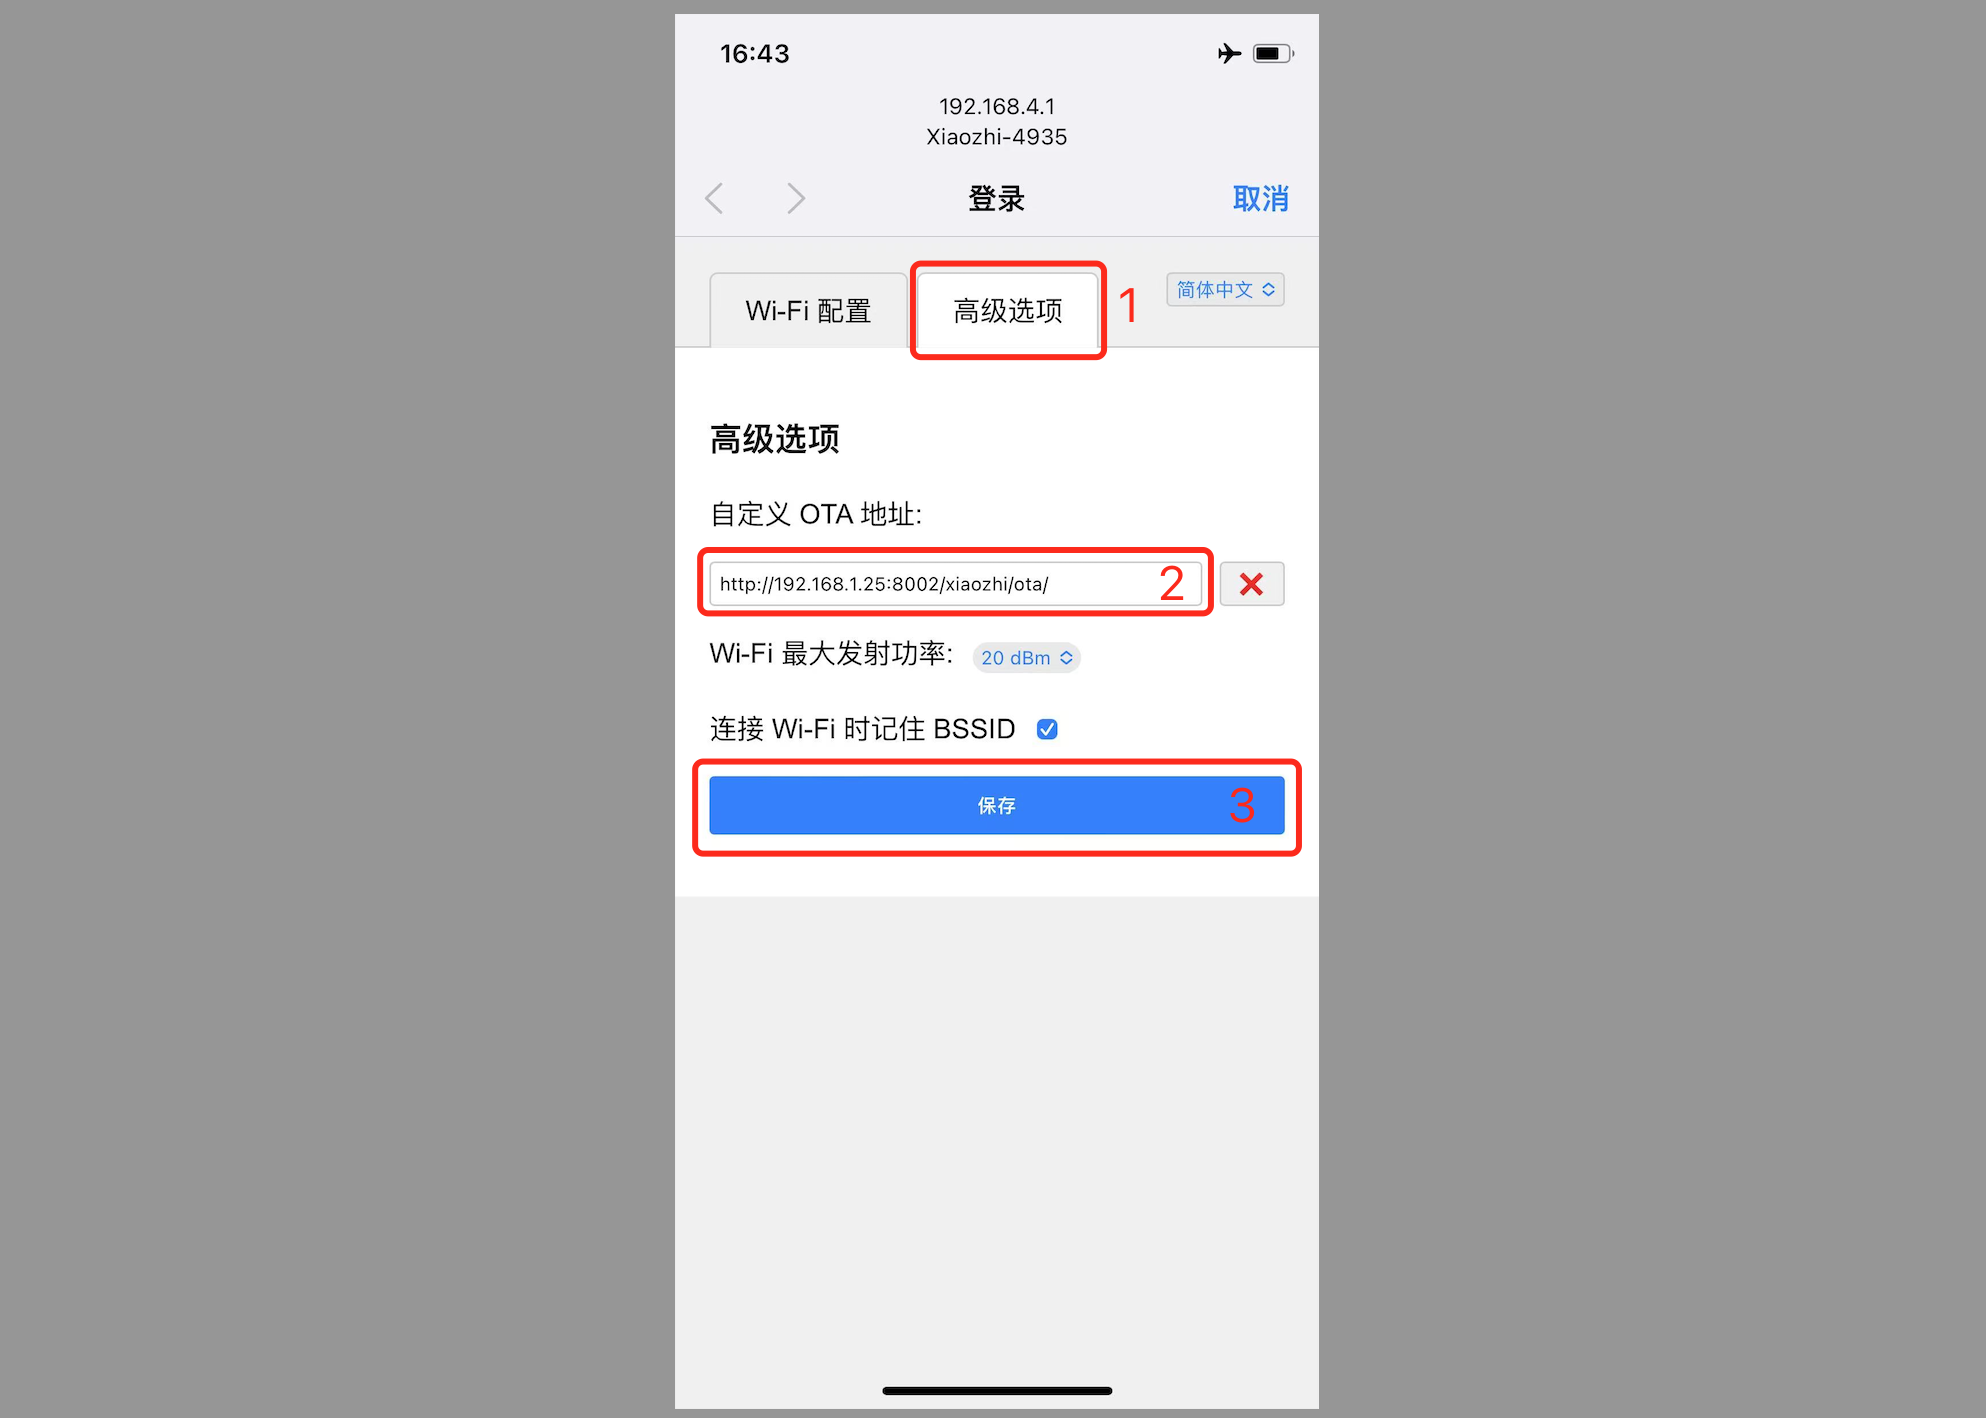 16:43
192.168.4.1
Xiaozhi-4935
登录
取消
Wi-Fi 配置
高级选项
1
简体中文
高级选项
自定义 OTA 地址:
http://192.168.1.25:8002/xiaozhi/ota/
2
Wi-Fi 最大发射功率:
20 dBm
连接 Wi-Fi 时记住 BSSID
保存
3